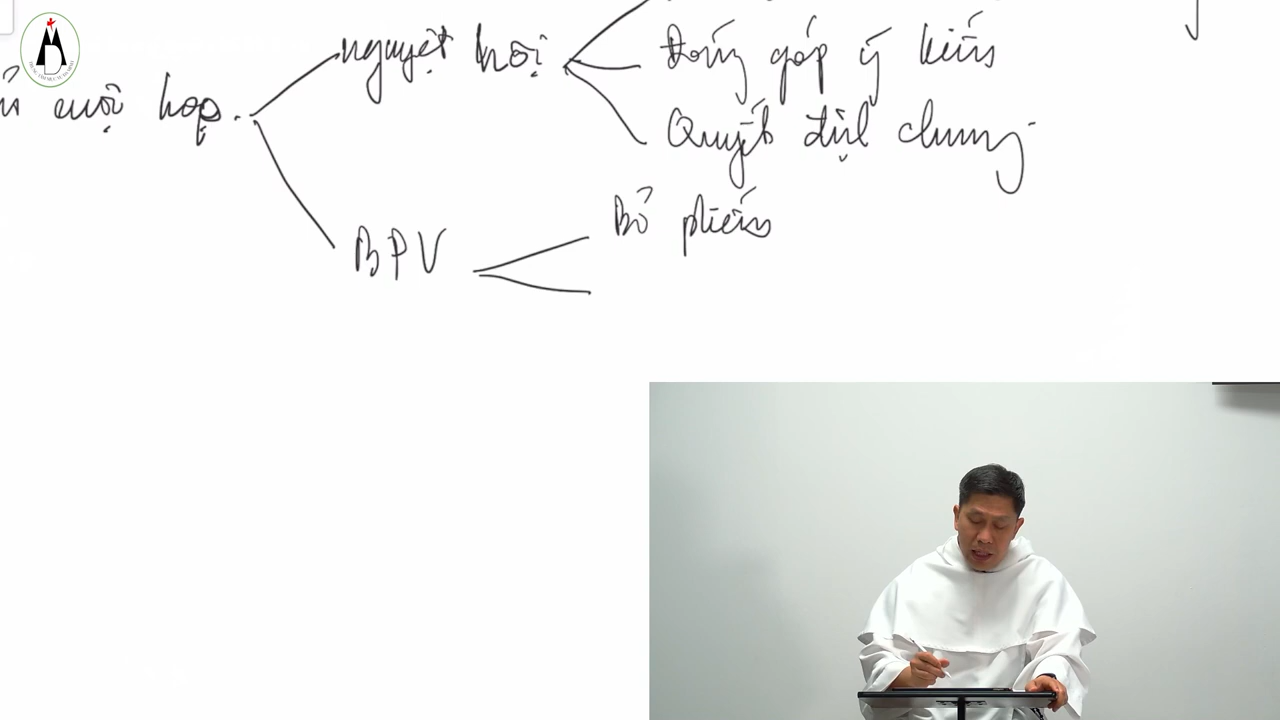 nguyệt hội
Đóng góp ý kiến
cuộc họp.
Quyết định chung
Bỏ phiếu
BPV